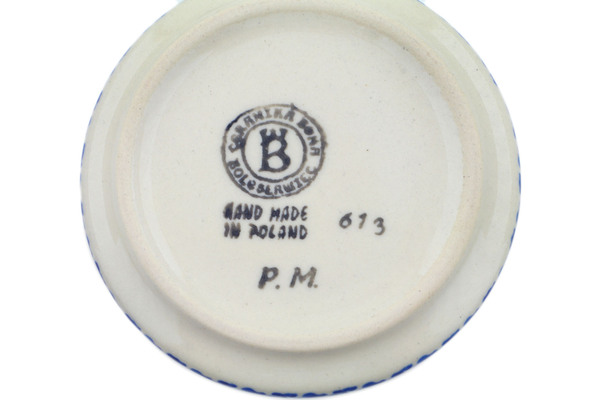 CERAMIKA BONA
B
BOLESŁAWIEC
HAND MADE
IN POLAND
613
P.M.